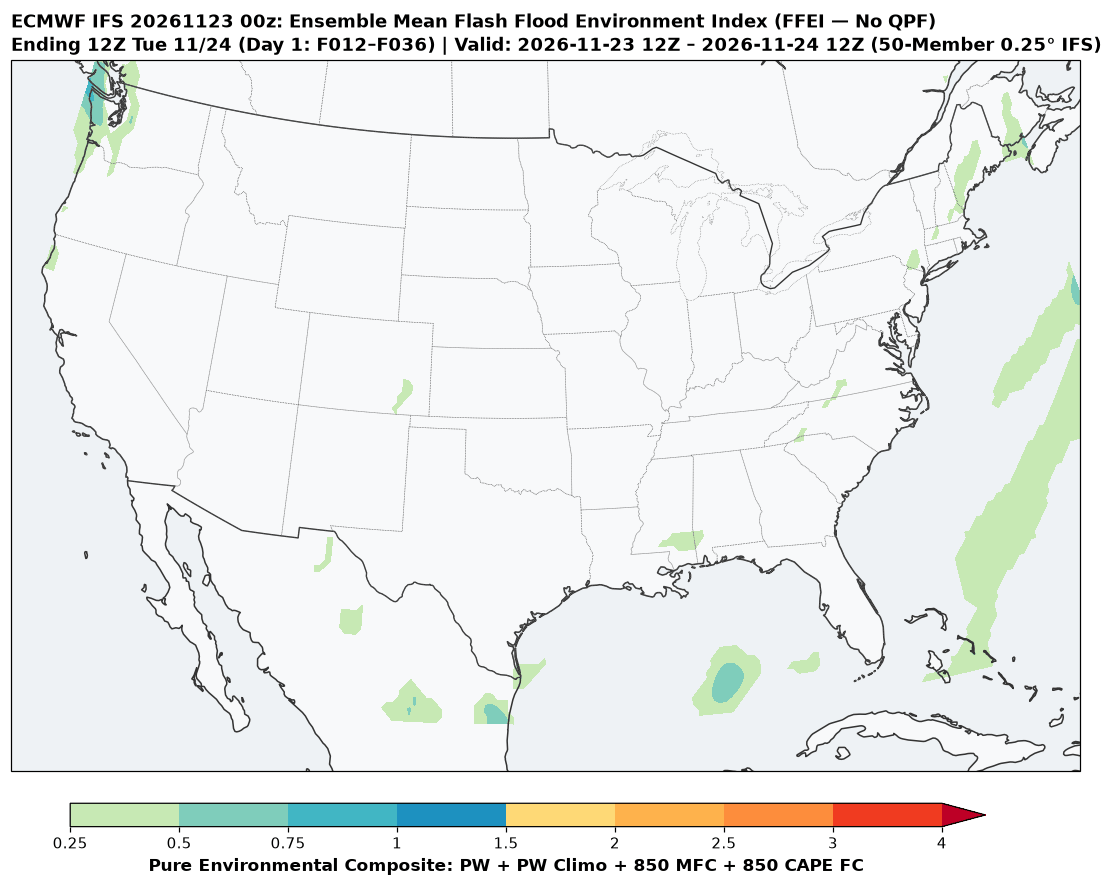 ECMWF IFS 20261123 00z: Ensemble Mean Flash Flood Environment Index (FFEI — No QPF)
Ending 12Z Tue 11/24 (Day 1: F012–F036) | Valid: 2026-11-23 12Z – 2026-11-24 12Z (50-Member 0.25° IFS)
0.25 0.5 0.75 1 1.5 2 2.5 3 4
Pure Environmental Composite: PW + PW Climo + 850 MFC + 850 CAPE FC